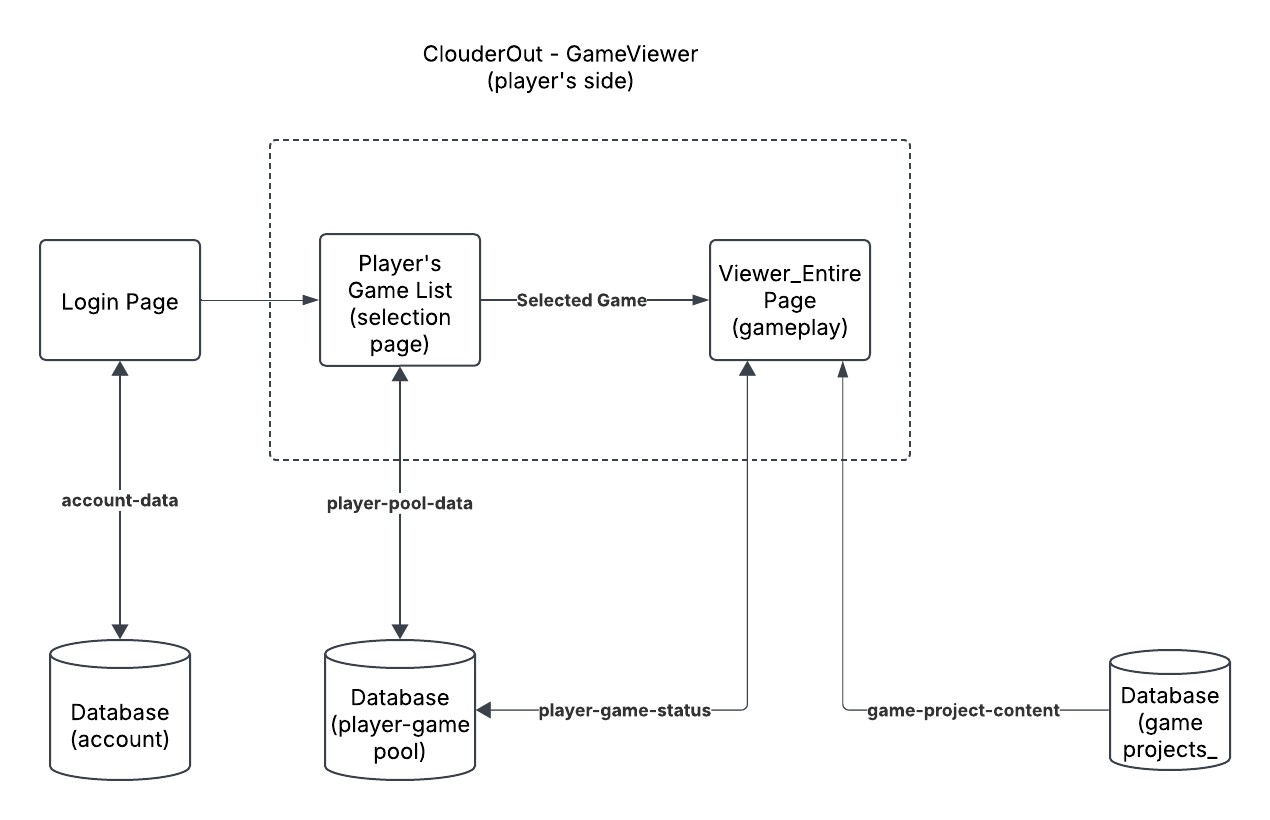 ClouderOut - GameViewer
(player's side)
Login Page
Player's
Game List
(selection
page)
Selected Game
Viewer_Entire
Page
(gameplay)
account-data
player-pool-data
Database
(account)
Database
(player-game
pool)
player-game-status
game-project-content
Database
(game
projects_